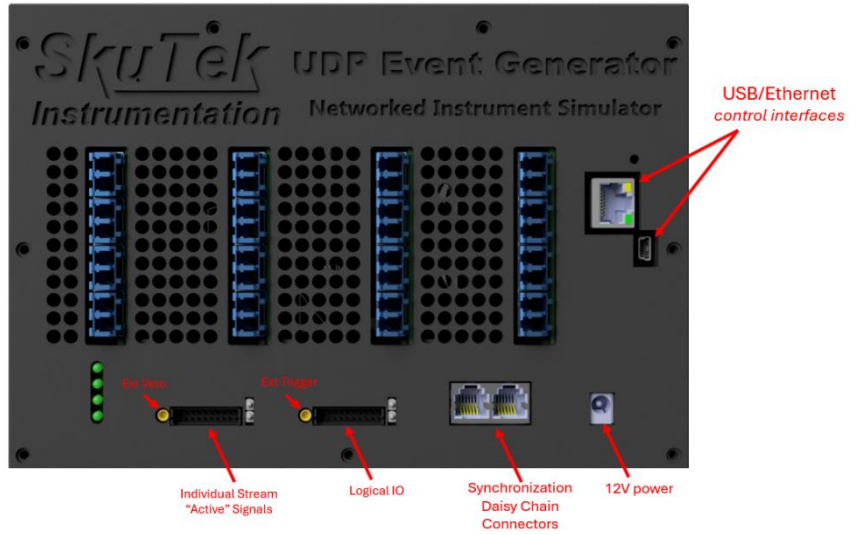 SkuTek
Instrumentation
UDP Event Generator
Networked Instrument Simulator
USB/Ethernet
control interfaces
Ext Veto
Ext Trigger
Individual Stream
"Active" Signals
Logical IO
Synchronization
Daisy Chain
Connectors
12V power